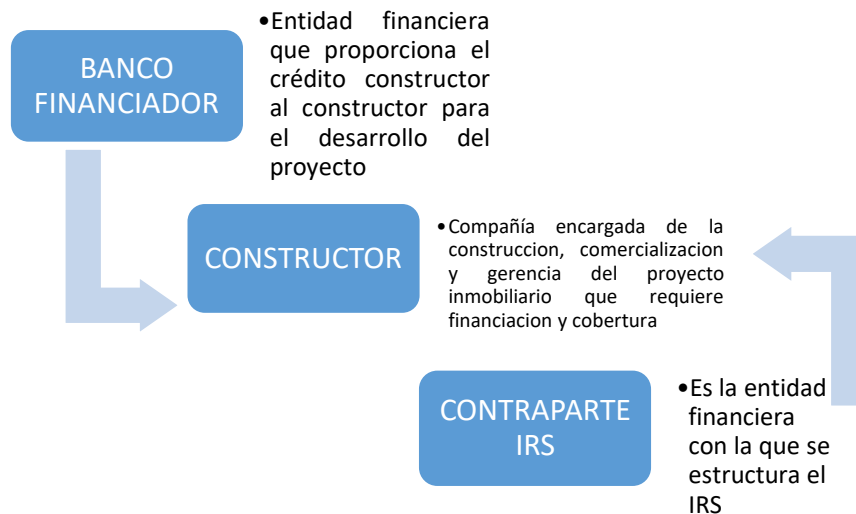 BANCO
FINANCIADOR
•Entidad financiera
que proporciona el
crédito constructor
al constructor para
el desarrollo del
proyecto
CONSTRUCTOR
•Compañía encargada de la
construccion, comercializacion
y gerencia del proyecto
inmobiliario que requiere
financiacion y cobertura
CONTRAPARTE
IRS
•Es la entidad
financiera
con la que se
estructura el
IRS